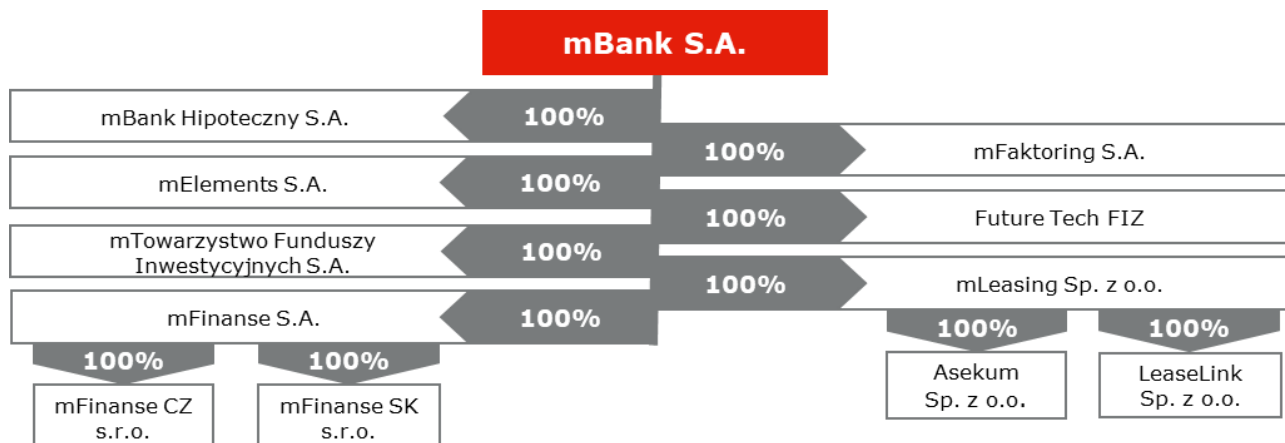 mBank S.A.
mBank Hipoteczny S.A.
100%
100%
mFaktoring S.A.
mElements S.A.
100%
100%
Future Tech FIZ
mTowarzystwo Funduszy
Inwestycyjnych S.A.
100%
100%
mLeasing Sp. z o.o.
mFinanse S.A.
100%
100%
100%
100%
100%
mFinanse CZ
s.r.o.
mFinanse SK
s.r.o.
Asekum
Sp. z o.o.
LeaseLink
Sp. z o.o.